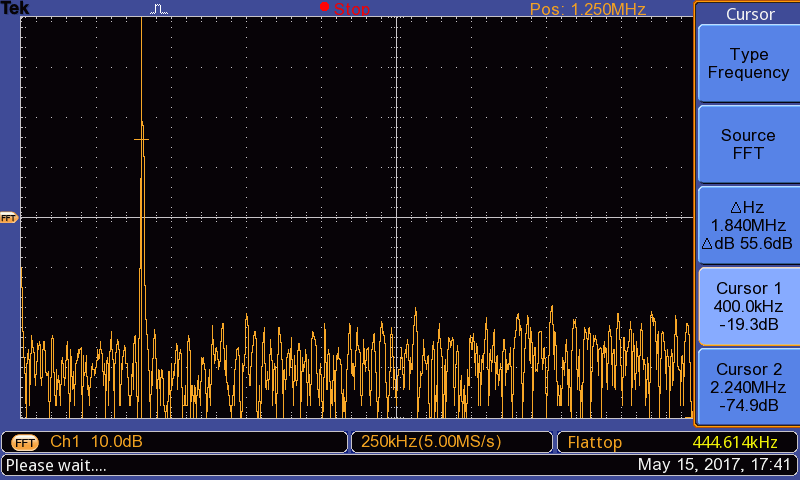 Tek
Stop
Pos: 1.250MHz
Cursor
Type
Frequency
Source
FFT
△Hz
1.840MHz
△dB 55.6dB
Cursor 1
400.0kHz
-19.3dB
Cursor 2
2.240MHz
-74.9dB
FFT
FFT
Ch1 10.0dB
250kHz(5.00MS/s)
Flattop
444.614kHz
Please wait....
May 15, 2017, 17:41